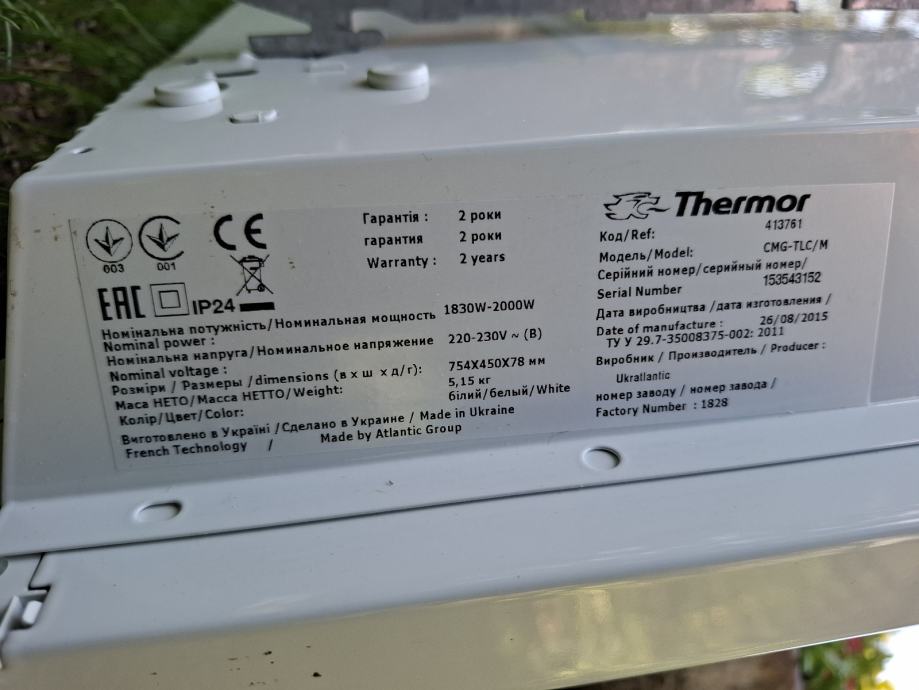 003 001
CE
EAC IP24
Гарантія : 2 роки
гарантия 2 роки
Warranty : 2 years
Номінальна потужність/Номинальная мощность 1830W-2000W
Nominal power :
Номінальна напруга/Номинальное напряжение 220-230V ~ (В)
Nominal voltage :
Розміри / Размеры /dimensions (в х ш х д/г): 754X450X78 мм
Маса НЕТО/Масса НЕТТО/Weight: 5,15 кг
Колір/Цвет/Color: білий/белый/White
Виготовлено в Україні /Сделано в Украине / Made in Ukraine
French Technology / Made by Atlantic Group
Thermor
Код/Ref: 413761
Модель/Model: CMG-TLC/M
Серійний номер/серийный номер/
Serial Number 153543152
Дата виробництва /дата изготовления /
Date of manufacture : 26/08/2015
ТУ У 29.7-35008375-002: 2011
Виробник / Производитель / Producer :
Ukratlantic
номер заводу / номер завода /
Factory Number : 1828